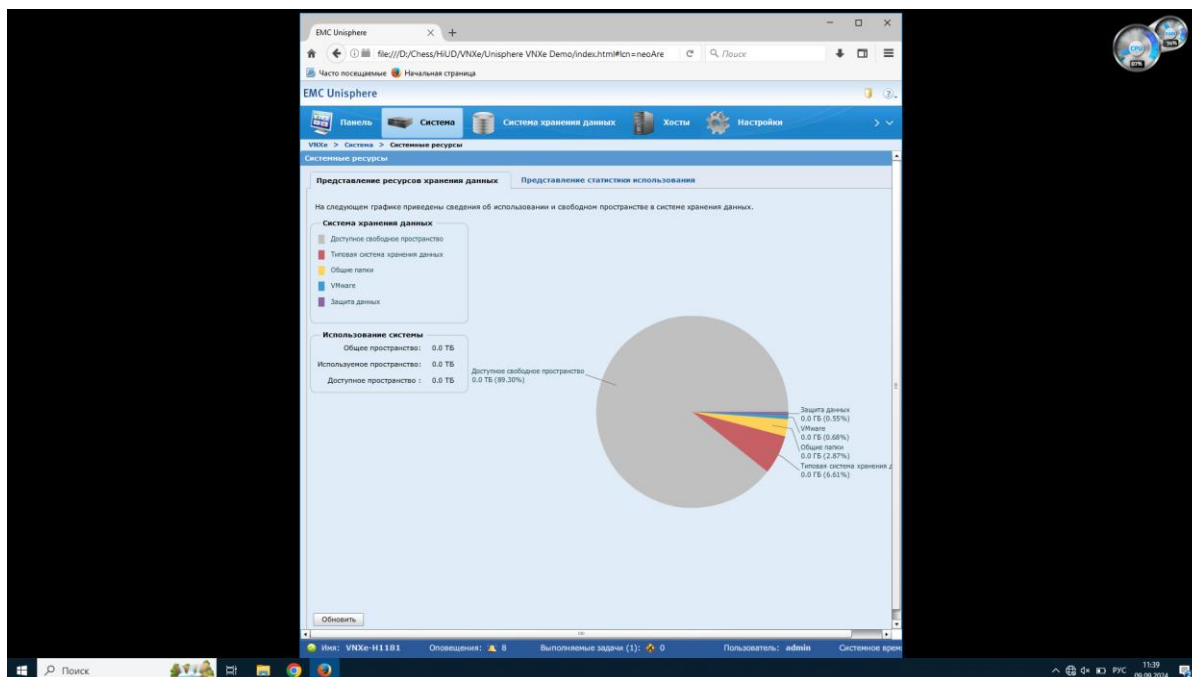 EMC Unisphere
file:///D:/Chess/HiUD/VNXe/Unisphere VNXe Demo/index.html#lcn=neoAre
Поиск
Часто посещаемые Начальная страница
EMC Unisphere
Панель Система Система хранения данных Хосты Настройки
VNXe > Система > Системные ресурсы
Системные ресурсы
Представление ресурсов хранения данных Представление статистики использования
На следующем графике приведены сведения об использовании и свободном пространстве в системе хранения данных.
Система хранения данных
Доступное свободное пространство
Типовая система хранения данных
Общие папки
VMware
Защита данных
Использование системы
Общее пространство: 0.0 ТБ
Используемое пространство: 0.0 ТБ
Доступное пространство : 0.0 ТБ
Доступное свободное пространство
0.0 ТБ (89.30%)
Защита данных
0.0 ГБ (0.55%)
VMware
0.0 ГБ (0.68%)
Общие папки
0.0 ГБ (2.87%)
Типовая система хранения д
0.0 ГБ (6.61%)
Обновить
Имя: VNXe-H1181 Оповещения: 8 Выполняемые задачи (1): 0 Пользователь: admin Системное врем
Поиск
РУС
11:39
09.09.2024
CPU